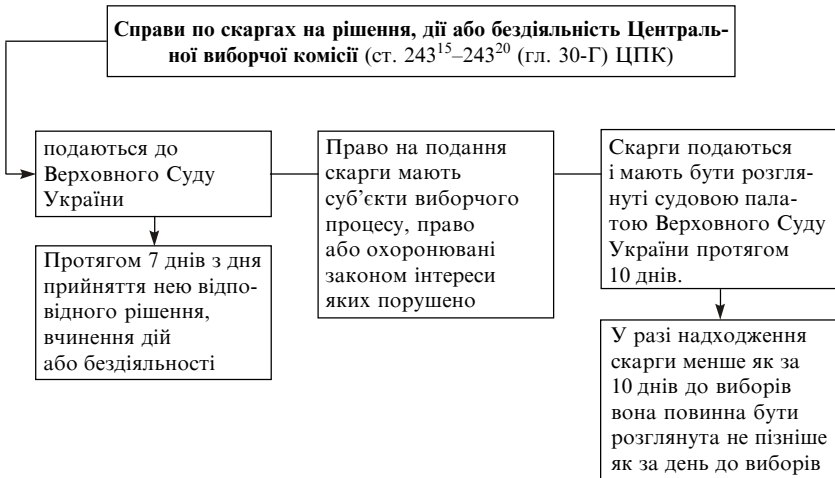 Справи по скаргах на рішення, дії або бездіяльність Централь-
ної виборчої комісії (ст. 243¹⁵–243²⁰ (гл. 30-Г) ЦПК)
подаються до
Верховного Суду
України
Протягом 7 днів з дня
прийняття нею відпо-
відного рішення,
вчинення дій
або бездіяльності
Право на подання
скарги мають
суб’єкти виборчого
процесу, право
або охоронювані
законом інтереси
яких порушено
Скарги подаються
і мають бути розгля-
нуті судовою пала-
тою Верховного Суду
України протягом
10 днів.
У разі надходження
скарги менше як за
10 днів до виборів
вона повинна бути
розглянута не пізніше
як за день до виборів